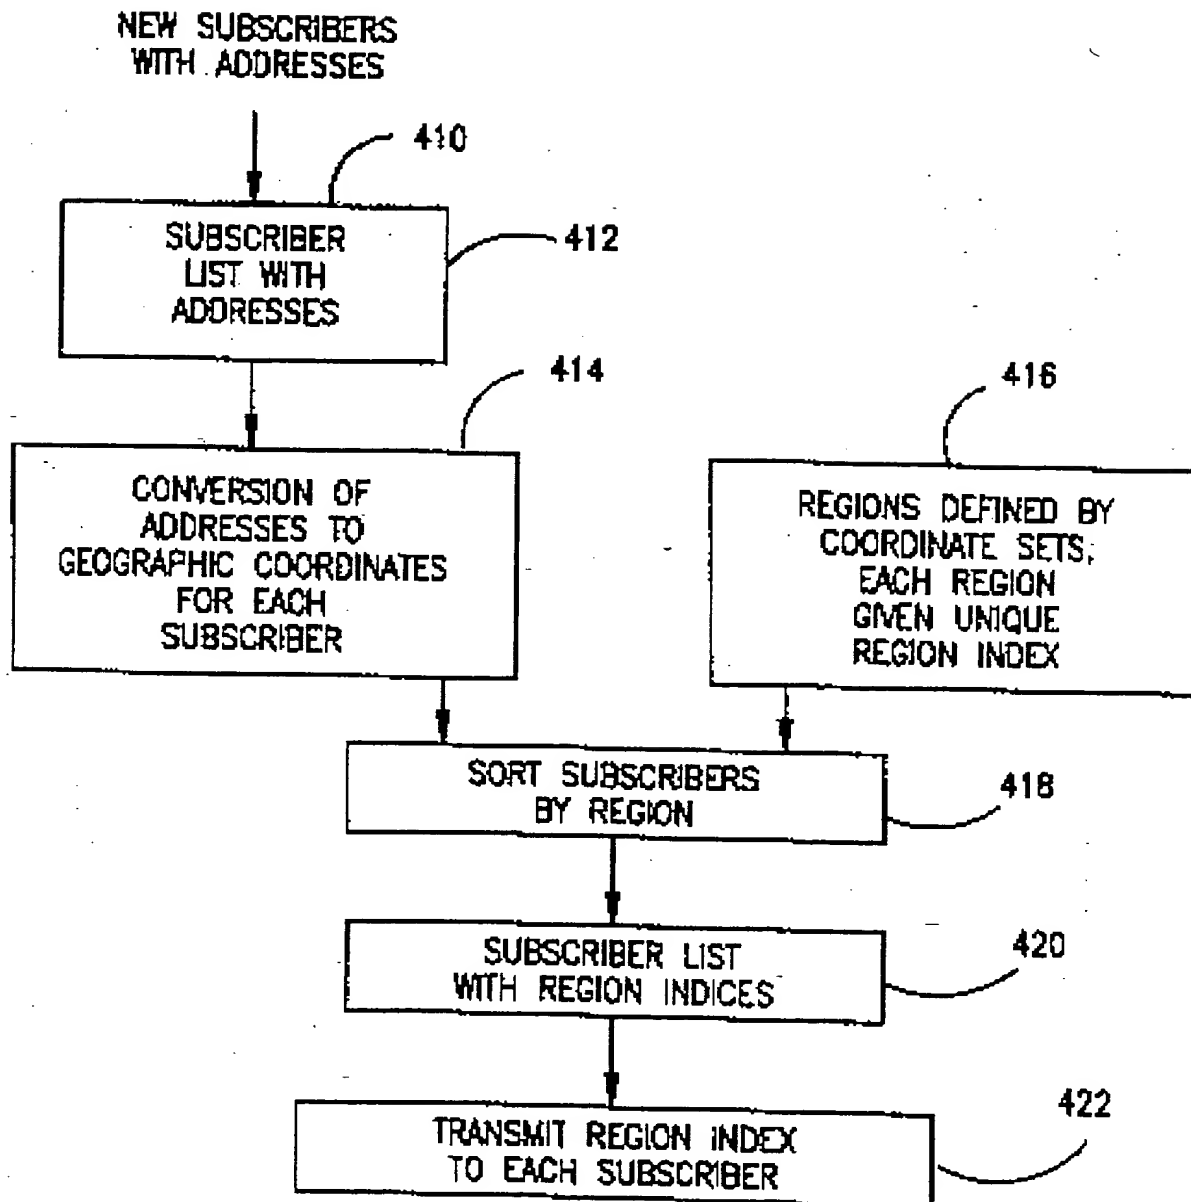 NEW SUBSCRIBERS
WITH ADDRESSES
410
SUBSCRIBER
LIST WITH
ADDRESSES
412
414
CONVERSION OF
ADDRESSES TO
GEOGRAPHIC COORDINATES
FOR EACH
SUBSCRIBER
416
REGIONS DEFINED BY
COORDINATE SETS,
EACH REGION
GIVEN UNIQUE
REGION INDEX
SORT SUBSCRIBERS
BY REGION
418
SUBSCRIBER LIST
WITH REGION INDICES
420
TRANSMIT REGION INDEX
TO EACH SUBSCRIBER
422